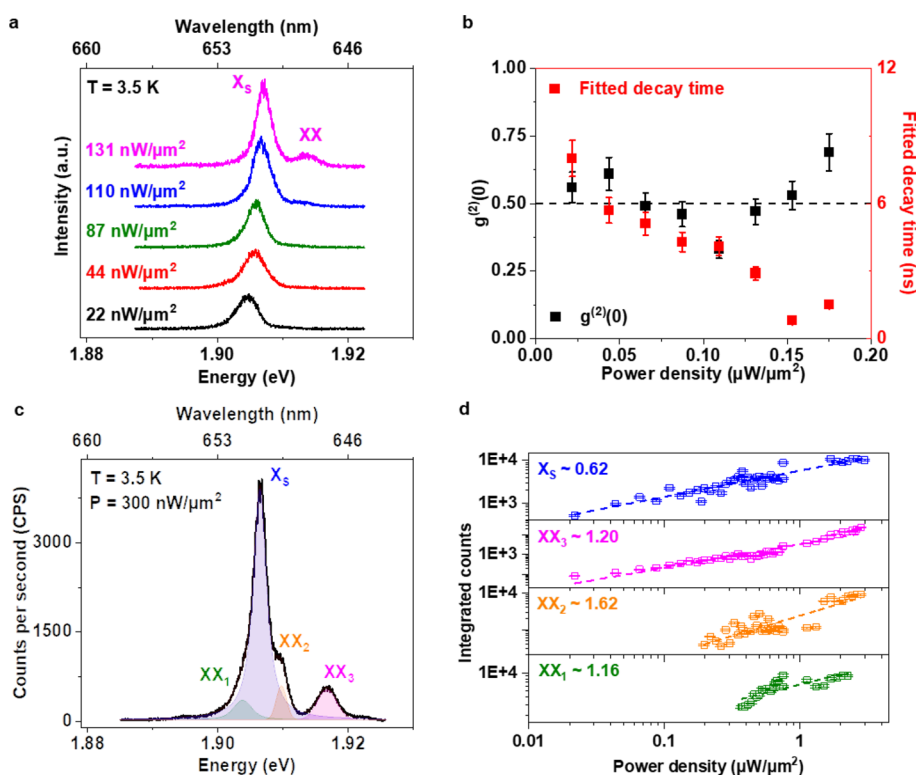 a
Wavelength (nm)
660 653 646
T = 3.5 K
Xₛ
XX
131 nW/µm²
110 nW/µm²
87 nW/µm²
44 nW/µm²
22 nW/µm²
Intensity (a.u.)
1.88 1.90 1.92
Energy (eV)
b
1.00 12
Fitted decay time
0.75
0.50 6
0.25
g⁽²⁾(0)
0.00 0
g⁽²⁾(0)
Fitted decay time (ns)
0.00 0.05 0.10 0.15 0.20
Power density (µW/µm²)
c
Wavelength (nm)
660 653 646
T = 3.5 K
P = 300 nW/µm²
Xₛ
XX₁
XX₂
XX₃
Counts per second (CPS)
3000
1500
0
1.88 1.90 1.92
Energy (eV)
d
1E+4
Xₛ ~ 0.62
1E+3
XX₃ ~ 1.20
1E+3
1E+4
XX₂ ~ 1.62
1E+4
XX₁ ~ 1.16
Integrated counts
0.01 0.1 1
Power density (µW/µm²)